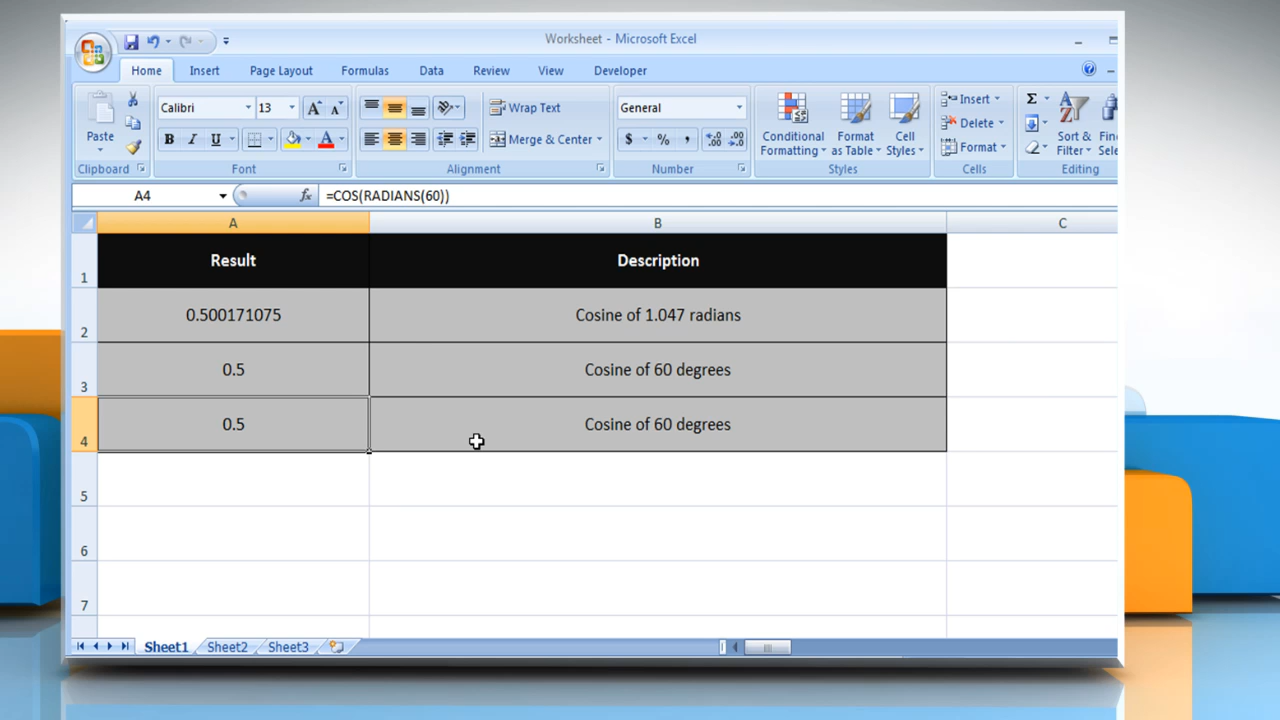 Worksheet - Microsoft Excel
Home Insert Page Layout Formulas Data Review View Developer
Calibri 13 Wrap Text General Insert
Paste B I U Merge & Center $ % , Conditional Formatting Format as Table Cell Styles Delete Format Σ Sort & Filter
Clipboard Font Alignment Number Styles Cells Editing
A4 fx =COS(RADIANS(60))
A B C
1 Result Description
2 0.500171075 Cosine of 1.047 radians
3 0.5 Cosine of 60 degrees
4 0.5 Cosine of 60 degrees
5
6
7
Sheet1 Sheet2 Sheet3